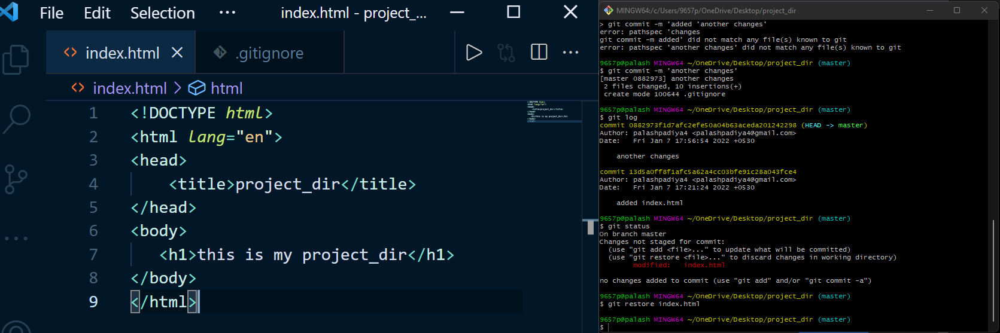 File Edit Selection ··· index.html - project_...
index.html .gitignore
index.html > html
1 <!DOCTYPE html>
2 <html lang="en">
3 <head>
4 <title>project_dir</title>
5 </head>
6 <body>
7 <h1>this is my project_dir</h1>
8 </body>
9 </html>
MINGW64:/c/Users/9657p/OneDrive/Desktop/project_dir
> git commit -m 'added 'another changes'
error: pathspec 'changes
git commit -m added' did not match any file(s) known to git
error: pathspec 'another changes' did not match any file(s) known to git
9657p@palash MINGW64 ~/OneDrive/Desktop/project_dir (master)
$ git commit -m 'another changes'
[master 0882973] another changes
2 files changed, 10 insertions(+)
create mode 100644 .gitignore
9657p@palash MINGW64 ~/OneDrive/Desktop/project_dir (master)
$ git log
commit 0882973f1d7afc2efe50a04b63aceda201242298 (HEAD -> master)
Author: palashpadiya4 <palashpadiya4@gmail.com>
Date: Fri Jan 7 17:56:54 2022 +0530
another changes
commit 13d5a0ff8f1afc5a62a4cc03bfe91c28a043fce4
Author: palashpadiya4 <palashpadiya4@gmail.com>
Date: Fri Jan 7 17:21:24 2022 +0530
added index.html
9657p@palash MINGW64 ~/OneDrive/Desktop/project_dir (master)
$ git status
On branch master
Changes not staged for commit:
(use "git add <file>..." to update what will be committed)
(use "git restore <file>..." to discard changes in working directory)
modified: index.html
no changes added to commit (use "git add" and/or "git commit -a")
9657p@palash MINGW64 ~/OneDrive/Desktop/project_dir (master)
$ git restore index.html
9657p@palash MINGW64 ~/OneDrive/Desktop/project_dir (master)
$